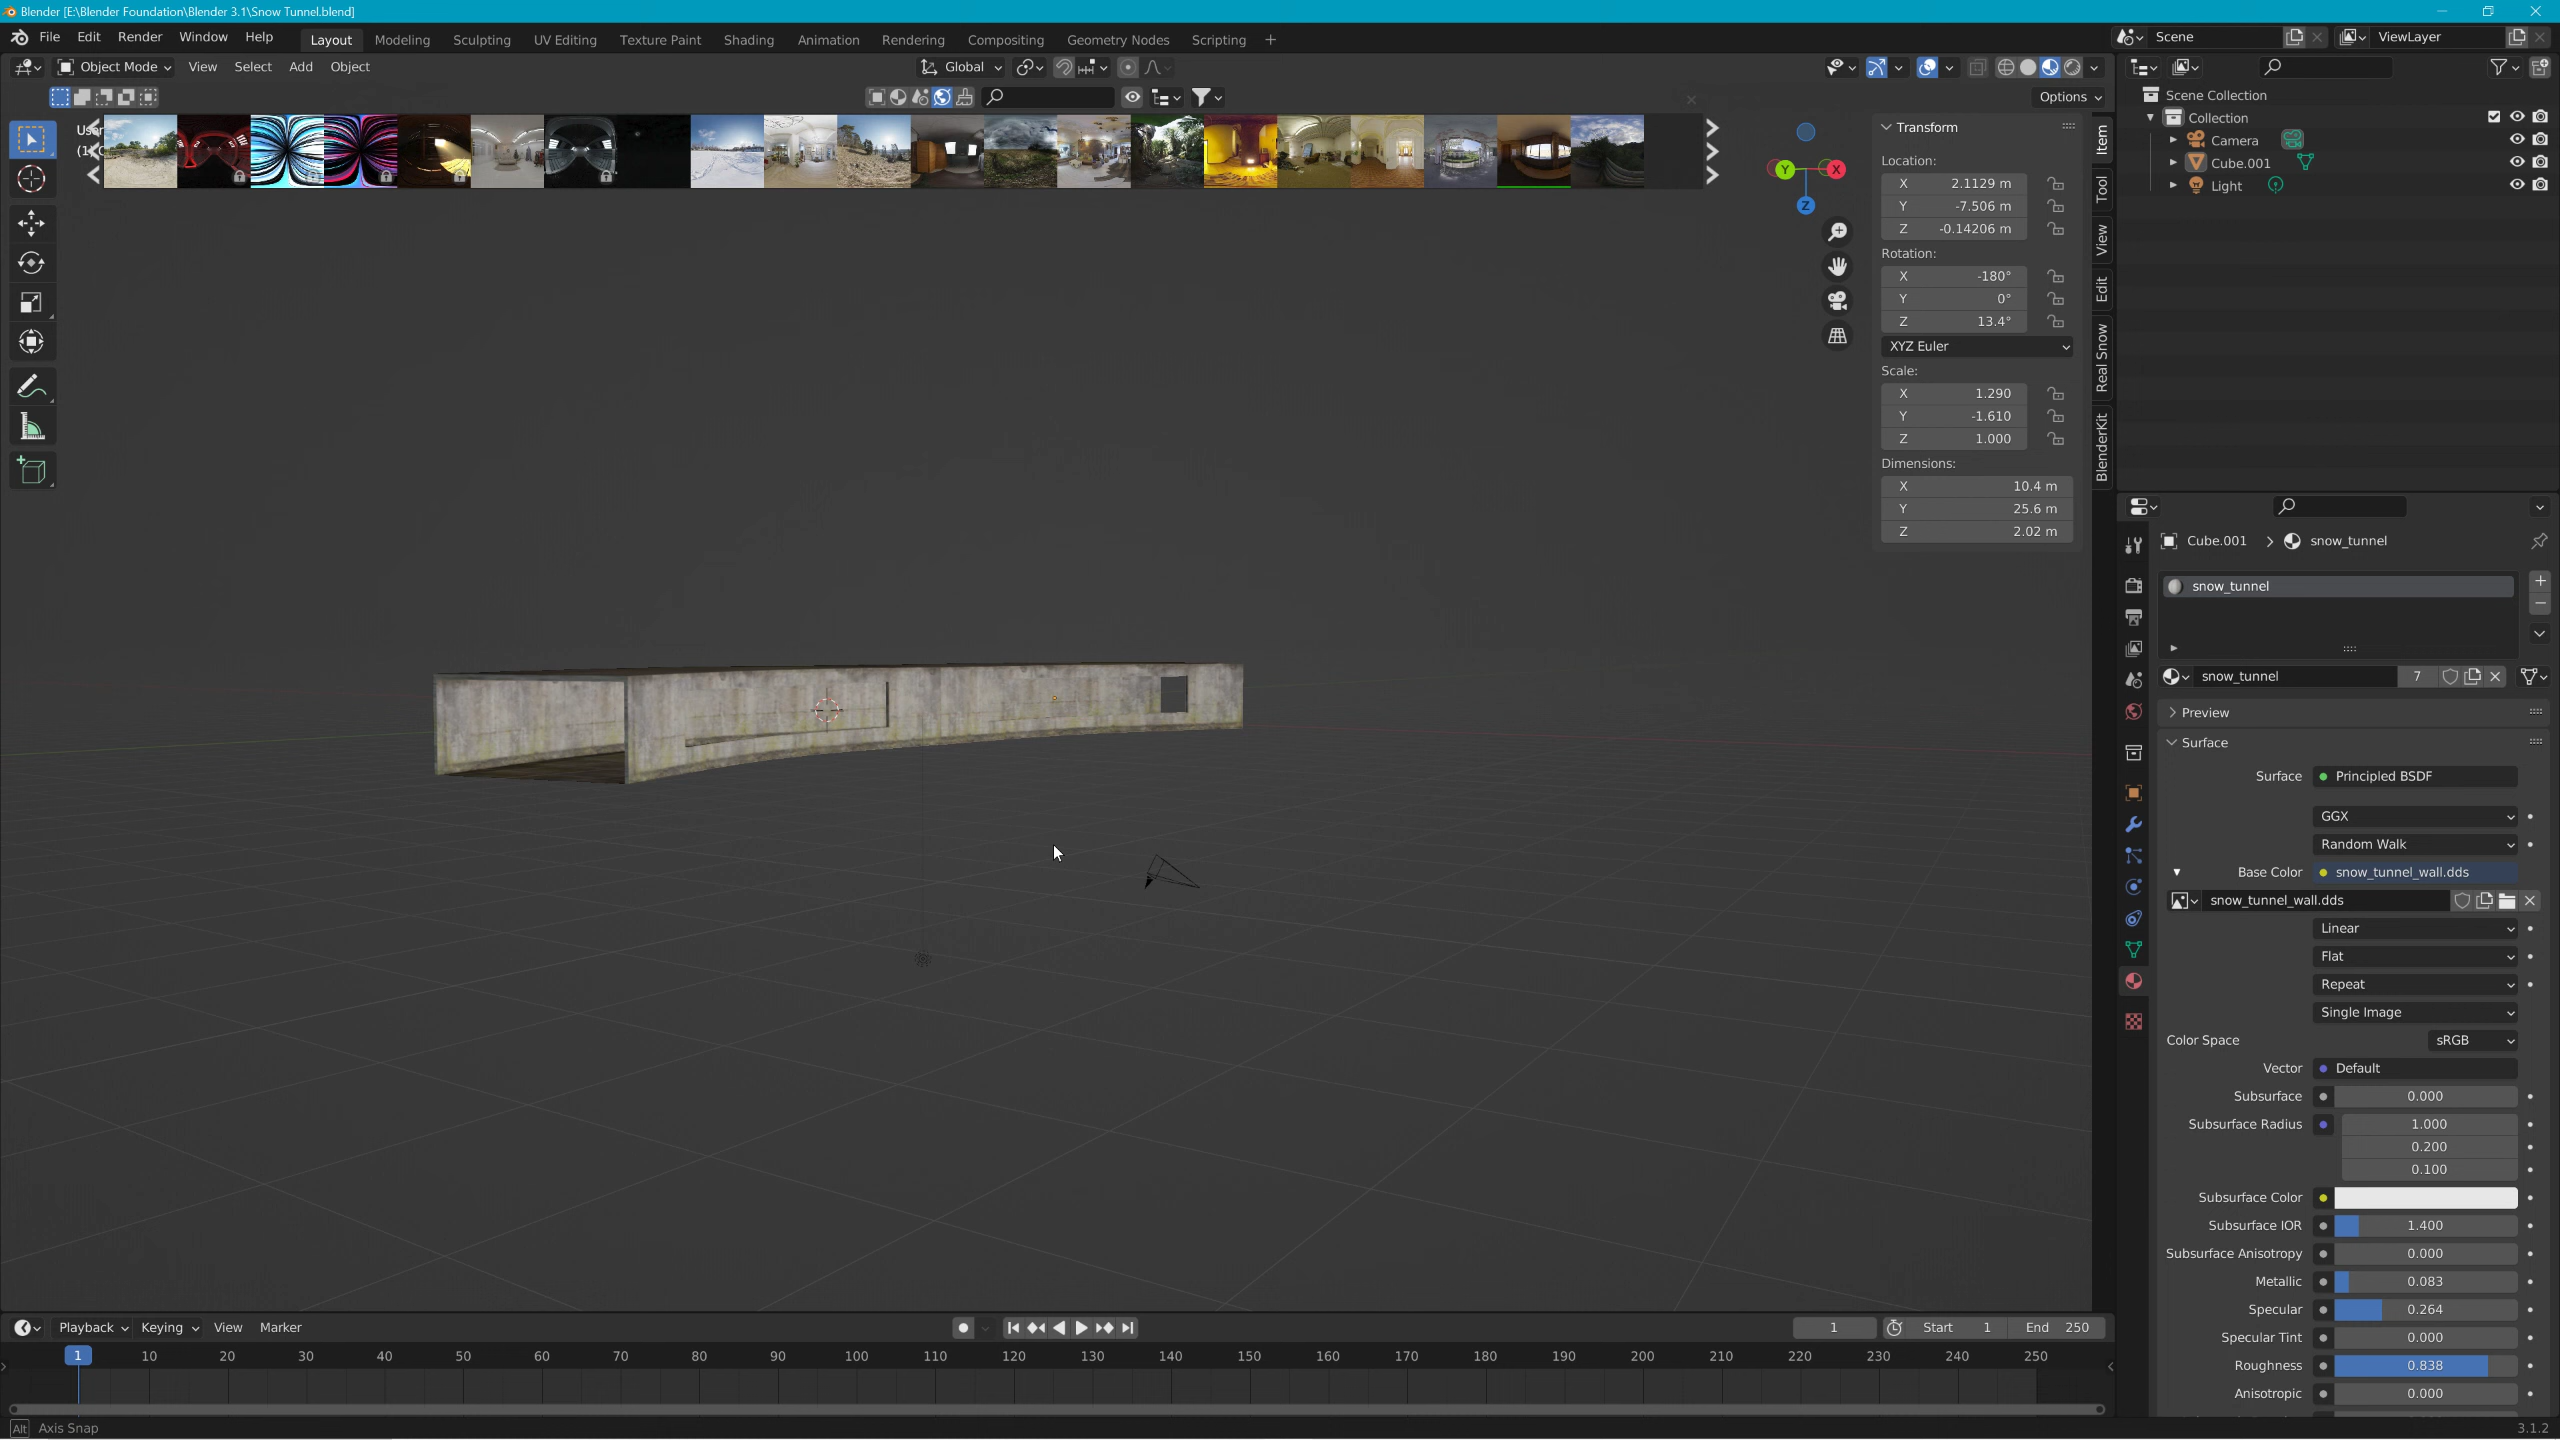 Blender [E:\Blender Foundation\Blender 3.1\Snow Tunnel.blend]
File Edit Render Window Help Layout Modeling Sculpting UV Editing Texture Paint Shading Animation Rendering Compositing Geometry Nodes Scripting + Scene ViewLayer
Object Mode View Select Add Object Global
Options
Y X
Z
Transform
Location:
X 2.1129 m
Y -7.506 m
Z -0.14206 m
Rotation:
X -180°
Y 0°
Z 13.4°
XYZ Euler
Scale:
X 1.290
Y -1.610
Z 1.000
Dimensions:
X 10.4 m
Y 25.6 m
Z 2.02 m
Item
Tool
View
Edit
Real Snow
BlenderKit
Scene Collection
Collection
Camera
Cube.001
Light
Cube.001 > snow_tunnel
snow_tunnel
snow_tunnel 7
Preview
Surface
Surface Principled BSDF
GGX
Random Walk
Base Color snow_tunnel_wall.dds
snow_tunnel_wall.dds
Linear
Flat
Repeat
Single Image
Color Space sRGB
Vector Default
Subsurface 0.000
Subsurface Radius 1.000
0.200
0.100
Subsurface Color
Subsurface IOR 1.400
Subsurface Anisotropy 0.000
Metallic 0.083
Specular 0.264
Specular Tint 0.000
Roughness 0.838
Anisotropic 0.000
Playback Keying View Marker 1 Start 1 End 250
1 10 20 30 40 50 60 70 80 90 100 110 120 130 140 150 160 170 180 190 200 210 220 230 240 250
Alt Axis Snap 3.1.2